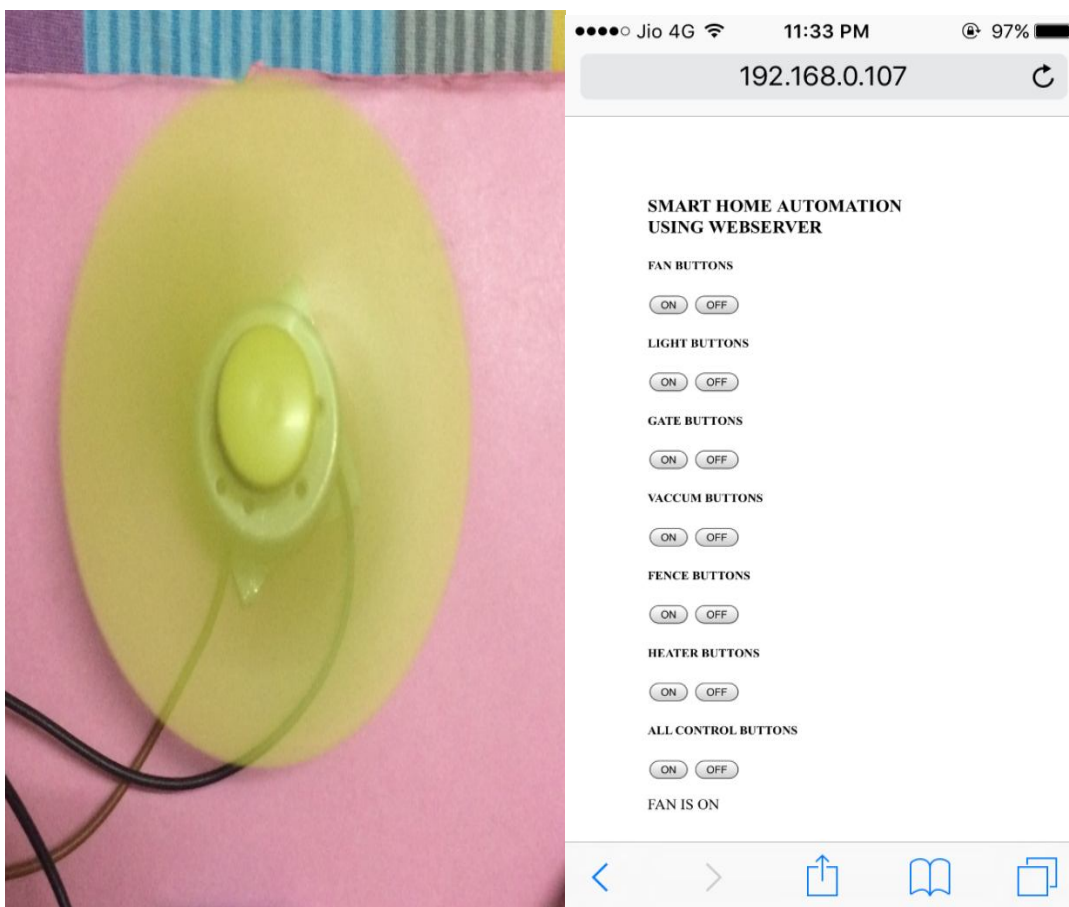 ●●●●○ Jio 4G 11:33 PM 97%
192.168.0.107
SMART HOME AUTOMATION
USING WEBSERVER
FAN BUTTONS
ON OFF
LIGHT BUTTONS
ON OFF
GATE BUTTONS
ON OFF
VACCUM BUTTONS
ON OFF
FENCE BUTTONS
ON OFF
HEATER BUTTONS
ON OFF
ALL CONTROL BUTTONS
ON OFF
FAN IS ON